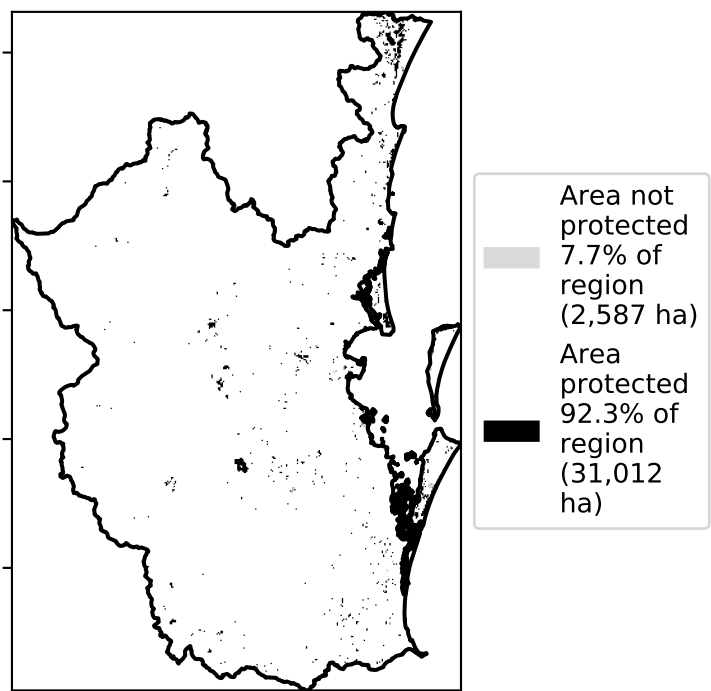 Area not
protected
7.7% of
region
(2,587 ha)
Area
protected
92.3% of
region
(31,012
ha)